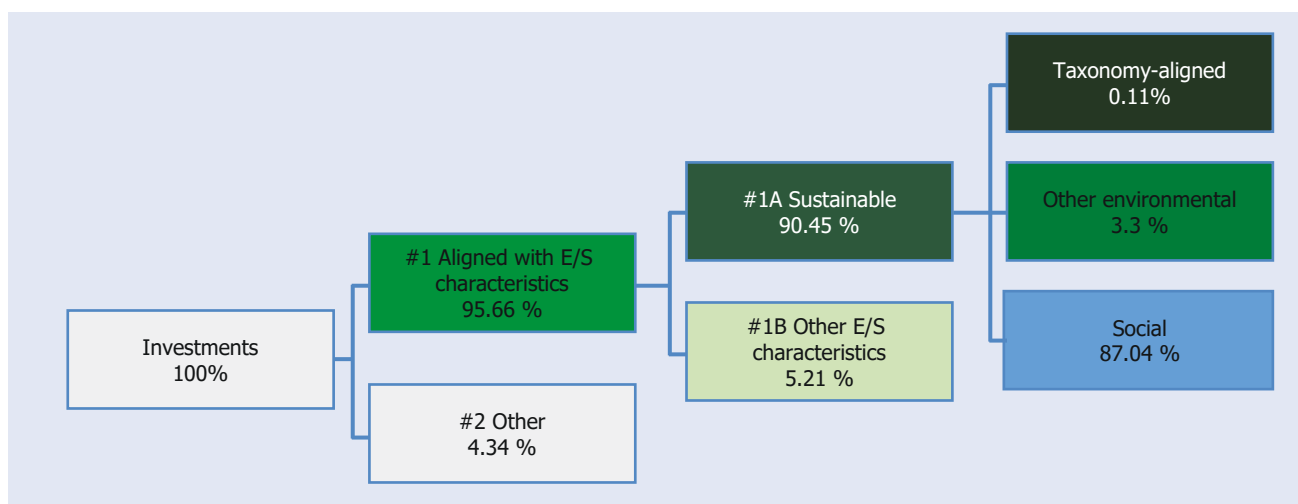 Investments
100%
#1 Aligned with E/S
characteristics
95.66 %
#2 Other
4.34 %
#1A Sustainable
90.45 %
#1B Other E/S
characteristics
5.21 %
Taxonomy-aligned
0.11%
Other environmental
3.3 %
Social
87.04 %